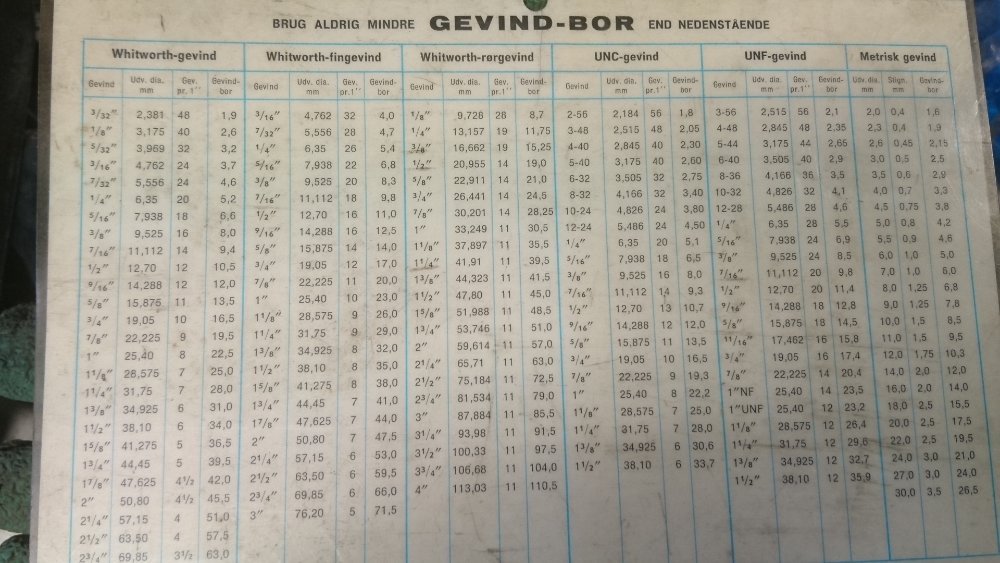 BRUG ALDRIG MINDRE GEVIND-BOR END NEDENSTÅENDE
Whitworth-gevind Whitworth-fingevind Whitworth-rørgevind UNC-gevind UNF-gevind Metrisk gevind
Gevind Udv. dia. mm Gev. pr.1" Gevind-bor Gevind Udv. dia. mm Gev. pr.1" Gevind-bor Gevind Udv. dia. mm Gev. pr.1" Gevind-bor Gevind Udv. dia. mm Gev. pr.1" Gevind-bor Gevind Udv. dia. mm Gev. pr.1" Gevind-bor Udv. dia. mm Stign. mm Gevind-bor
3/32" 2,381 48 1,9 3/16" 4,762 32 4,0 1/8" 9,728 28 8,7 2-56 2,184 56 1,8 3-56 2,515 56 2,1 2,0 0,4 1,6
1/8" 3,175 40 2,6 7/32" 5,556 28 4,7 1/4" 13,157 19 11,75 3-48 2,515 48 2,05 4-48 2,845 48 2,35 2,3 0,4 1,9
5/32" 3,969 32 3,2 1/4" 6,35 26 5,4 3/8" 16,662 19 15,25 4-40 2,845 40 2,30 5-44 3,175 44 2,65 2,6 0,45 2,15
3/16" 4,762 24 3,7 5/16" 7,938 22 6,8 1/2" 20,955 14 19,0 5-40 3,175 40 2,60 6-40 3,505 40 2,9 3,0 0,5 2,5
7/32" 5,556 24 4,6 3/8" 9,525 20 8,3 5/8" 22,911 14 21,0 6-32 3,505 32 2,75 8-36 4,166 36 3,5 3,5 0,6 2,9
1/4" 6,35 20 5,2 7/16" 11,112 18 9,8 3/4" 26,441 14 24,5 8-32 4,166 32 3,40 10-32 4,826 32 4,1 4,0 0,7 3,3
5/16" 7,938 18 6,6 1/2" 12,70 16 11,0 7/8" 30,201 14 28,25 10-24 4,826 24 3,80 12-28 5,486 28 4,6 4,5 0,75 3,8
3/8" 9,525 16 8,0 9/16" 14,288 16 12,5 1" 33,249 11 30,5 12-24 5,486 24 4,50 1/4" 6,35 28 5,5 5,0 0,8 4,2
7/16" 11,112 14 9,4 5/8" 15,875 14 14,0 11/8" 37,897 11 35,5 1/4" 6,35 20 5,1 5/16" 7,938 24 6,9 5,5 0,9 4,6
1/2" 12,70 12 10,5 3/4" 19,05 12 17,0 11/4" 41,91 11 39,5 5/16" 7,938 18 6,5 3/8" 9,525 24 8,5 6,0 1,0 5,0
9/16" 14,288 12 12,0 7/8" 22,225 11 20,0 13/8" 44,323 11 41,5 3/8" 9,525 16 8,0 7/16" 11,112 20 9,8 7,0 1,0 6,0
5/8" 15,875 11 13,5 1" 25,40 10 23,0 11/2" 47,80 11 45,0 7/16" 11,112 14 9,3 1/2" 12,70 20 11,4 8,0 1,25 6,8
3/4" 19,05 10 16,5 11/8" 28,575 9 26,0 15/8" 51,988 11 48,5 1/2" 12,70 13 10,7 9/16" 14,288 18 12,8 9,0 1,25 7,8
7/8" 22,225 9 19,5 11/4" 31,75 9 29,0 13/4" 53,746 11 51,0 9/16" 14,288 12 12,0 5/8" 15,875 18 14,5 10,0 1,5 8,5
1" 25,40 8 22,5 13/8" 34,925 8 32,0 2" 59,614 11 57,0 5/8" 15,875 11 13,5 11/16" 17,462 16 15,8 11,0 1,5 9,5
11/8" 28,575 7 25,0 11/2" 38,10 8 35,0 21/4" 65,71 11 63,0 3/4" 19,05 10 16,5 3/4" 19,05 16 17,4 12,0 1,75 10,3
11/4" 31,75 7 28,0 15/8" 41,275 8 38,0 21/2" 75,184 11 72,5 7/8" 22,225 9 19,3 7/8" 22,225 14 20,4 14,0 2,0 12,0
13/8" 34,925 6 31,0 13/4" 44,45 7 41,0 23/4" 81,534 11 79,0 1" 25,40 8 22,2 1"NF 25,40 14 23,5 16,0 2,0 14,0
11/2" 38,10 6 34,0 17/8" 47,625 7 44,0 3" 87,884 11 85,5 11/8" 28,575 7 25,0 1"UNF 25,40 12 23,2 18,0 2,5 15,5
15/8" 41,275 5 36,5 2" 50,80 7 47,5 31/4" 93,98 11 91,5 11/4" 31,75 7 28,0 11/8" 28,575 12 26,4 20,0 2,5 17,5
13/4" 44,45 5 39,5 21/4" 57,15 6 53,0 31/2" 100,33 11 97,5 13/8" 34,925 6 30,6 11/4" 31,75 12 29,6 22,0 2,5 19,5
17/8" 47,625 41/2 42,0 21/2" 63,50 6 59,5 33/4" 106,68 11 104,0 11/2" 38,10 6 33,7 13/8" 34,925 12 32,7 24,0 3,0 21,0
2" 50,80 41/2 45,5 23/4" 69,85 6 66,0 4" 113,03 11 110,5 11/2" 38,10 12 35,9 27,0 3,0 24,0
21/4" 57,15 4 51,0 3" 76,20 5 71,5 30,0 3,5 26,5
21/2" 63,50 4 57,5
23/4" 69,85 31/2 63,0